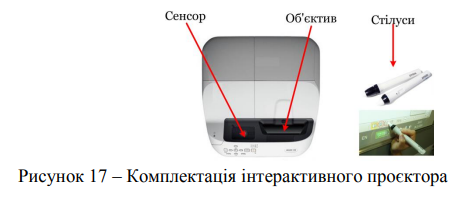 Сенсор
Об'єктив
Стілуси
Рисунок 17 – Комплектація інтерактивного проєктора